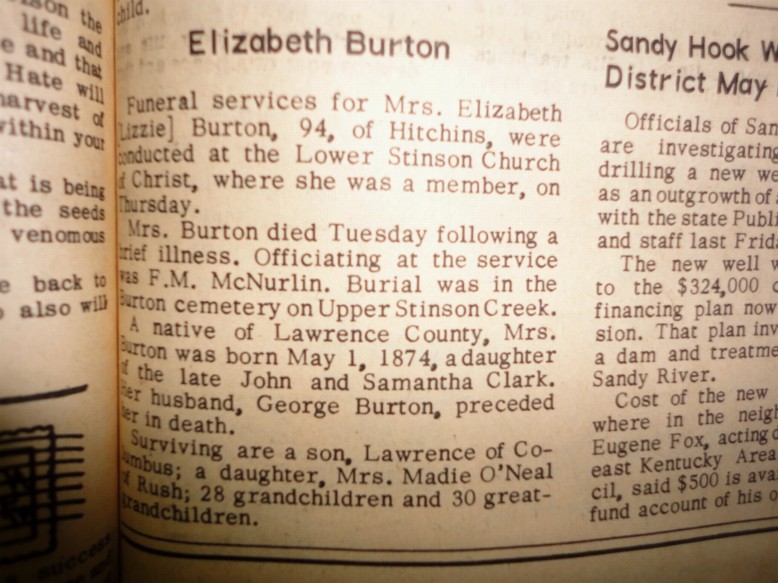 child.
son the
life and
e and that
Hate will
harvest of
within your
at is being
the seeds
venomous
e back to
also will
success
Elizabeth Burton
Funeral services for Mrs. Elizabeth
[Lizzie] Burton, 94, of Hitchins, were
conducted at the Lower Stinson Church
f Christ, where she was a member, on
Thursday.
Mrs. Burton died Tuesday following a
brief illness. Officiating at the service
was F.M. McNurlin. Burial was in the
Burton cemetery on Upper Stinson Creek.
A native of Lawrence County, Mrs.
Burton was born May 1, 1874, a daughter
of the late John and Samantha Clark.
Her husband, George Burton, preceded
her in death.
Surviving are a son, Lawrence of Co-
lumbus; a daughter, Mrs. Madie O'Neal
of Rush; 28 grandchildren and 30 great-
grandchildren.
Sandy Hook W
District May
Officials of San
are investigating
drilling a new we
as an outgrowth of
with the state Publi
and staff last Frida
The new well w
to the $324,000
financing plan now
sion. That plan inv
a dam and treatme
Sandy River.
Cost of the new
where in the neigh
Eugene Fox, acting d
east Kentucky Area
cil, said $500 is ava
fund account of his o